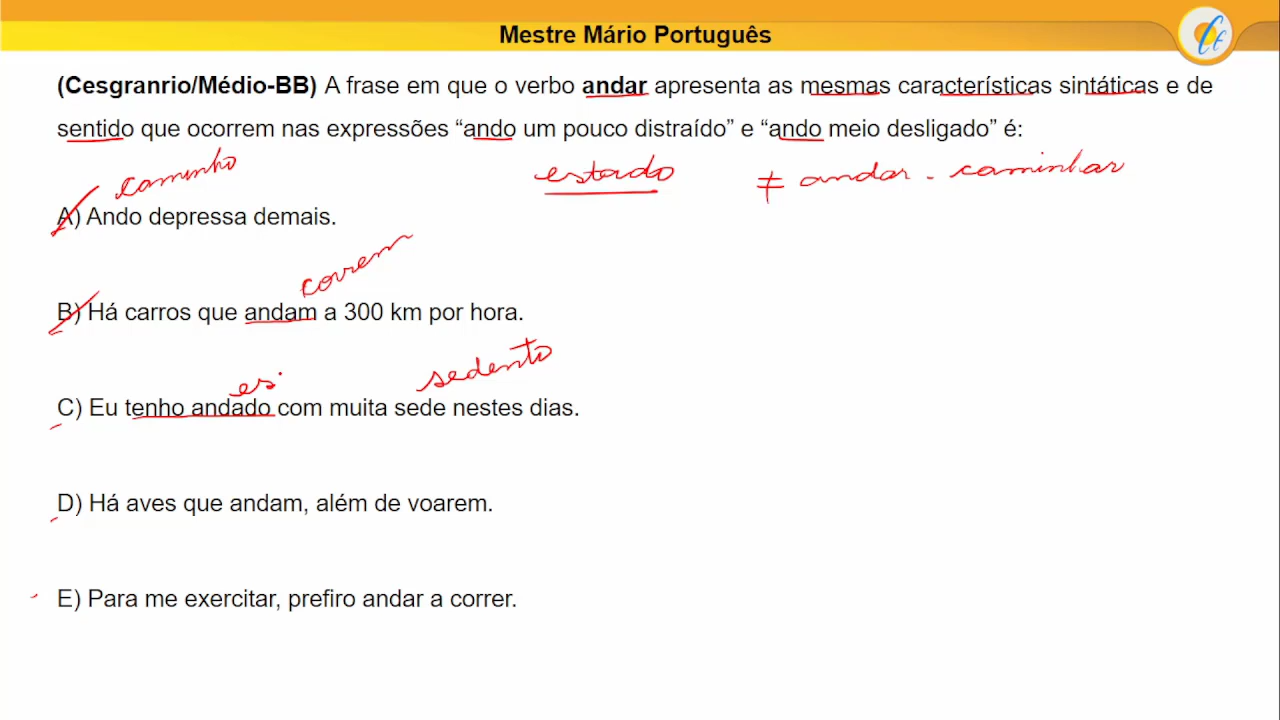 Mestre Mário Português
(Cesgranrio/Médio-BB) A frase em que o verbo andar apresenta as mesmas características sintáticas e de
sentido que ocorrem nas expressões “ando um pouco distraído” e “ando meio desligado” é:
caminho
estado
≠ andar - caminhar
A) Ando depressa demais.
correm
B) Há carros que andam a 300 km por hora.
es
sedento
C) Eu tenho andado com muita sede nestes dias.
D) Há aves que andam, além de voarem.
E) Para me exercitar, prefiro andar a correr.